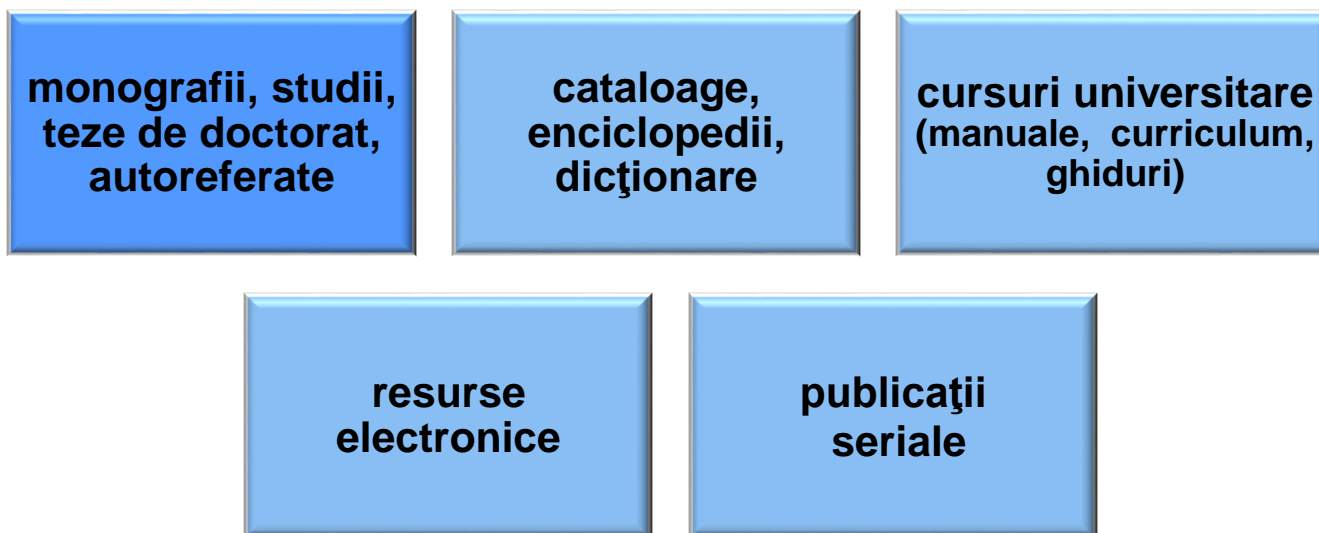 monografii, studii,
teze de doctorat,
autoreferate
cataloage,
enciclopedii,
dicţionare
cursuri universitare
(manuale, curriculum,
ghiduri)
resurse
electronice
publicaţii
seriale